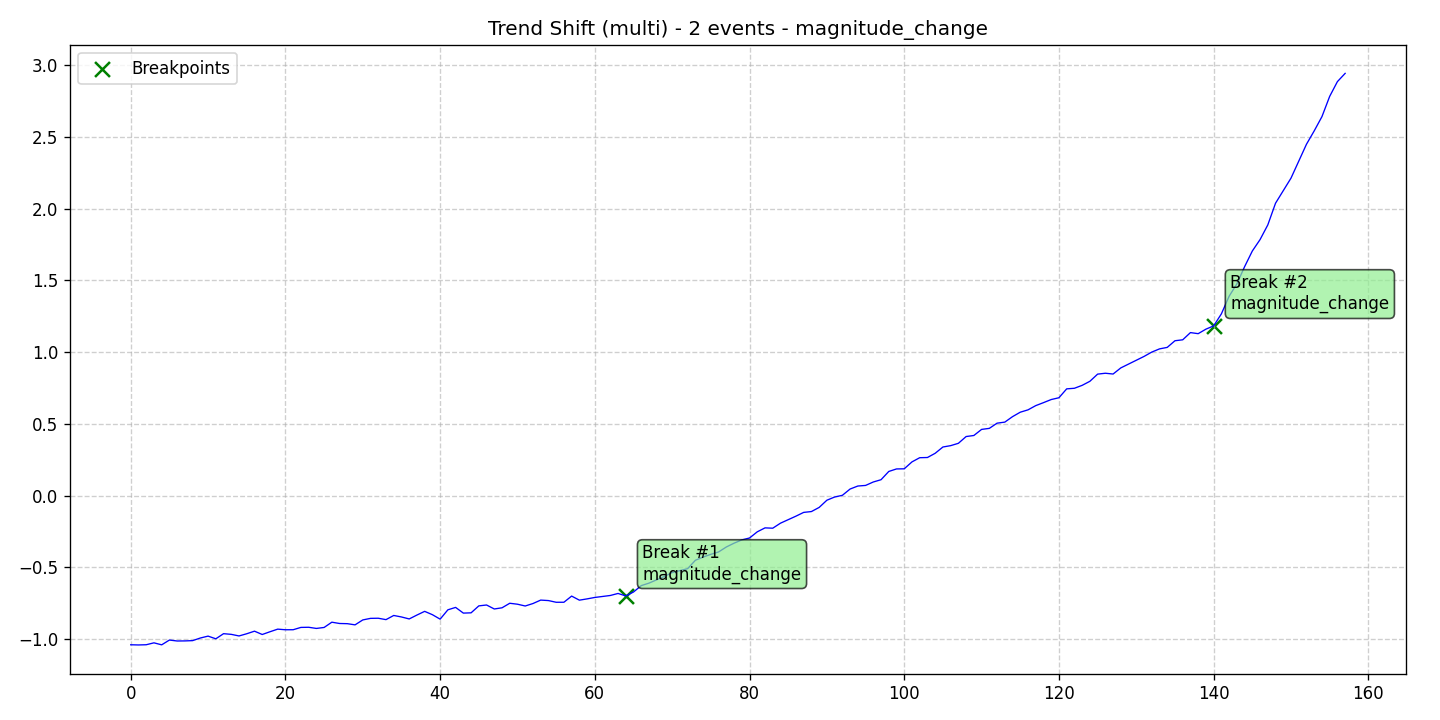 Trend Shift (multi) - 2 events - magnitude_change
Breakpoints
3.0
2.5
2.0
1.5
1.0
0.5
0.0
−0.5
−1.0
Break #2
magnitude_change
Break #1
magnitude_change
0 20 40 60 80 100 120 140 160